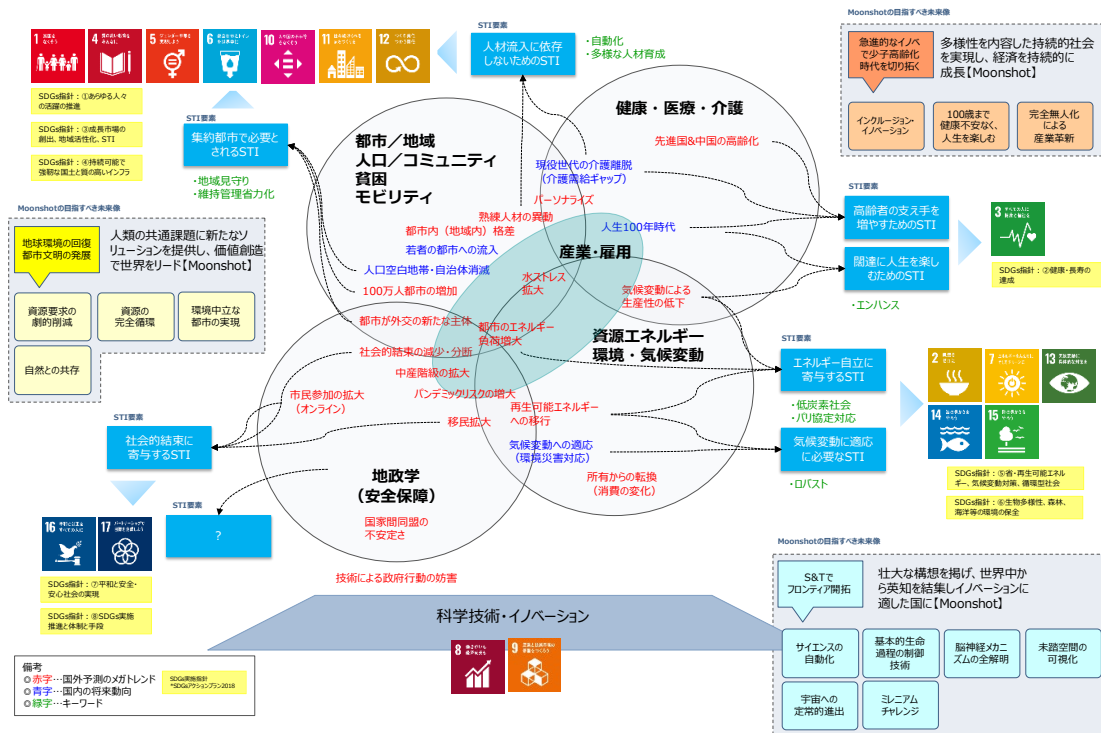 STI要素
Moonshotの目指すべき未来像
1
4
5
6
10
11
12
人材流入に依存
しないためのSTI
・自動化
・多様な人材育成
急進的なイノベ
で少子高齢化
時代を切り拓く
多様性を内容した持続的社会
を実現し、経済を持続的に
成長【Moonshot】
インクルージョン・
イノベーション
100歳まで
健康不安なく、
人生を楽しむ
完全無人化
による
産業革新
SDGs指針：①あらゆる人々
の活躍の推進
SDGs指針：③成長市場の
創出、地域活性化、STI
SDGs指針：④持続可能で
強靭な国土と質の高いインフラ
STI要素
集約都市で必要と
されるSTI
・地域見守り
・維持管理省力化
都市／地域
人口／コミュニティ
貧困
モビリティ
健康・医療・介護
先進国&中国の高齢化
現役世代の介護離脱
（介護需給ギャップ）
パーソナライズ
熟練人材の異動
都市内（地域内）格差
人生100年時代
若者の都市への流入
産業・雇用
人口空白地帯・自治体消滅
水ストレス
拡大
100万人都市の増加
気候変動による
生産性の低下
都市が外交の新たな主体
都市のエネルギー
負荷増大
資源エネルギー
環境・気候変動
社会的結束の減少・分断
中産階級の拡大
パンデミックリスクの増大
市民参加の拡大
（オンライン）
再生可能エネルギー
への移行
移民拡大
気候変動への適応
（環境災害対応）
地政学
（安全保障）
所有からの転換
（消費の変化）
国家間同盟の
不安定さ
技術による政府行動の妨害
STI要素
高齢者の支え手を
増やすためのSTI
闊達に人生を楽し
むためのSTI
・エンハンス
3
すべての人に
健康と福祉を
SDGs指針：②健康・長寿の
達成
Moonshotの目指すべき未来像
地球環境の回復
都市文明の発展
人類の共通課題に新たなソ
リューションを提供し、価値創造
で世界をリード【Moonshot】
資源要求の
劇的削減
資源の
完全循環
環境中立な
都市の実現
自然との共存
STI要素
エネルギー自立に
寄与するSTI
・低炭素社会
・パリ協定対応
気候変動に適応
に必要なSTI
・ロバスト
2
7
13
14
15
SDGs指針：⑤省・再生可能エネル
ギー、気候変動対策、循環型社会
SDGs指針：⑥生物多様性、森林、
海洋等の環境の保全
STI要素
社会的結束に
寄与するSTI
STI要素
？
16
17
SDGs指針：⑦平和と安全・
安心社会の実現
SDGs指針：⑧SDGs実施
推進と体制と手段
科学技術・イノベーション
8
9
Moonshotの目指すべき未来像
S&Tで
フロンティア開拓
壮大な構想を掲げ、世界中か
ら英知を結集しイノベーションに
適した国に【Moonshot】
サイエンスの
自動化
基本的生命
過程の制御
技術
脳神経メカニ
ズムの全解明
未踏空間の
可視化
宇宙への
定常的進出
ミレニアム
チャレンジ
備考
◎赤字…国外予測のメガトレンド
◎青字…国内の将来動向
◎緑字…キーワード
SDGs実施指針
*SDGsアクションプラン2018